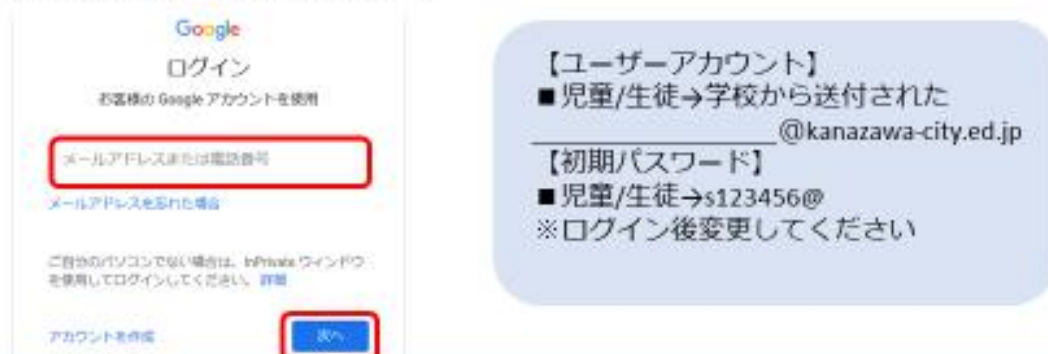 Google
ログイン
お客様の Google アカウントを使用
メールアドレスまたは電話番号
メールアドレスを忘れた場合
ご自分のパソコンでない場合は、InPrivate ウィンドウ
を使用してログインしてください。 詳細
アカウントを作成
次へ
【ユーザーアカウント】
■児童/生徒→学校から送付された
@kanazawa-city.ed.jp
【初期パスワード】
■児童/生徒→s123456@
※ログイン後変更してください